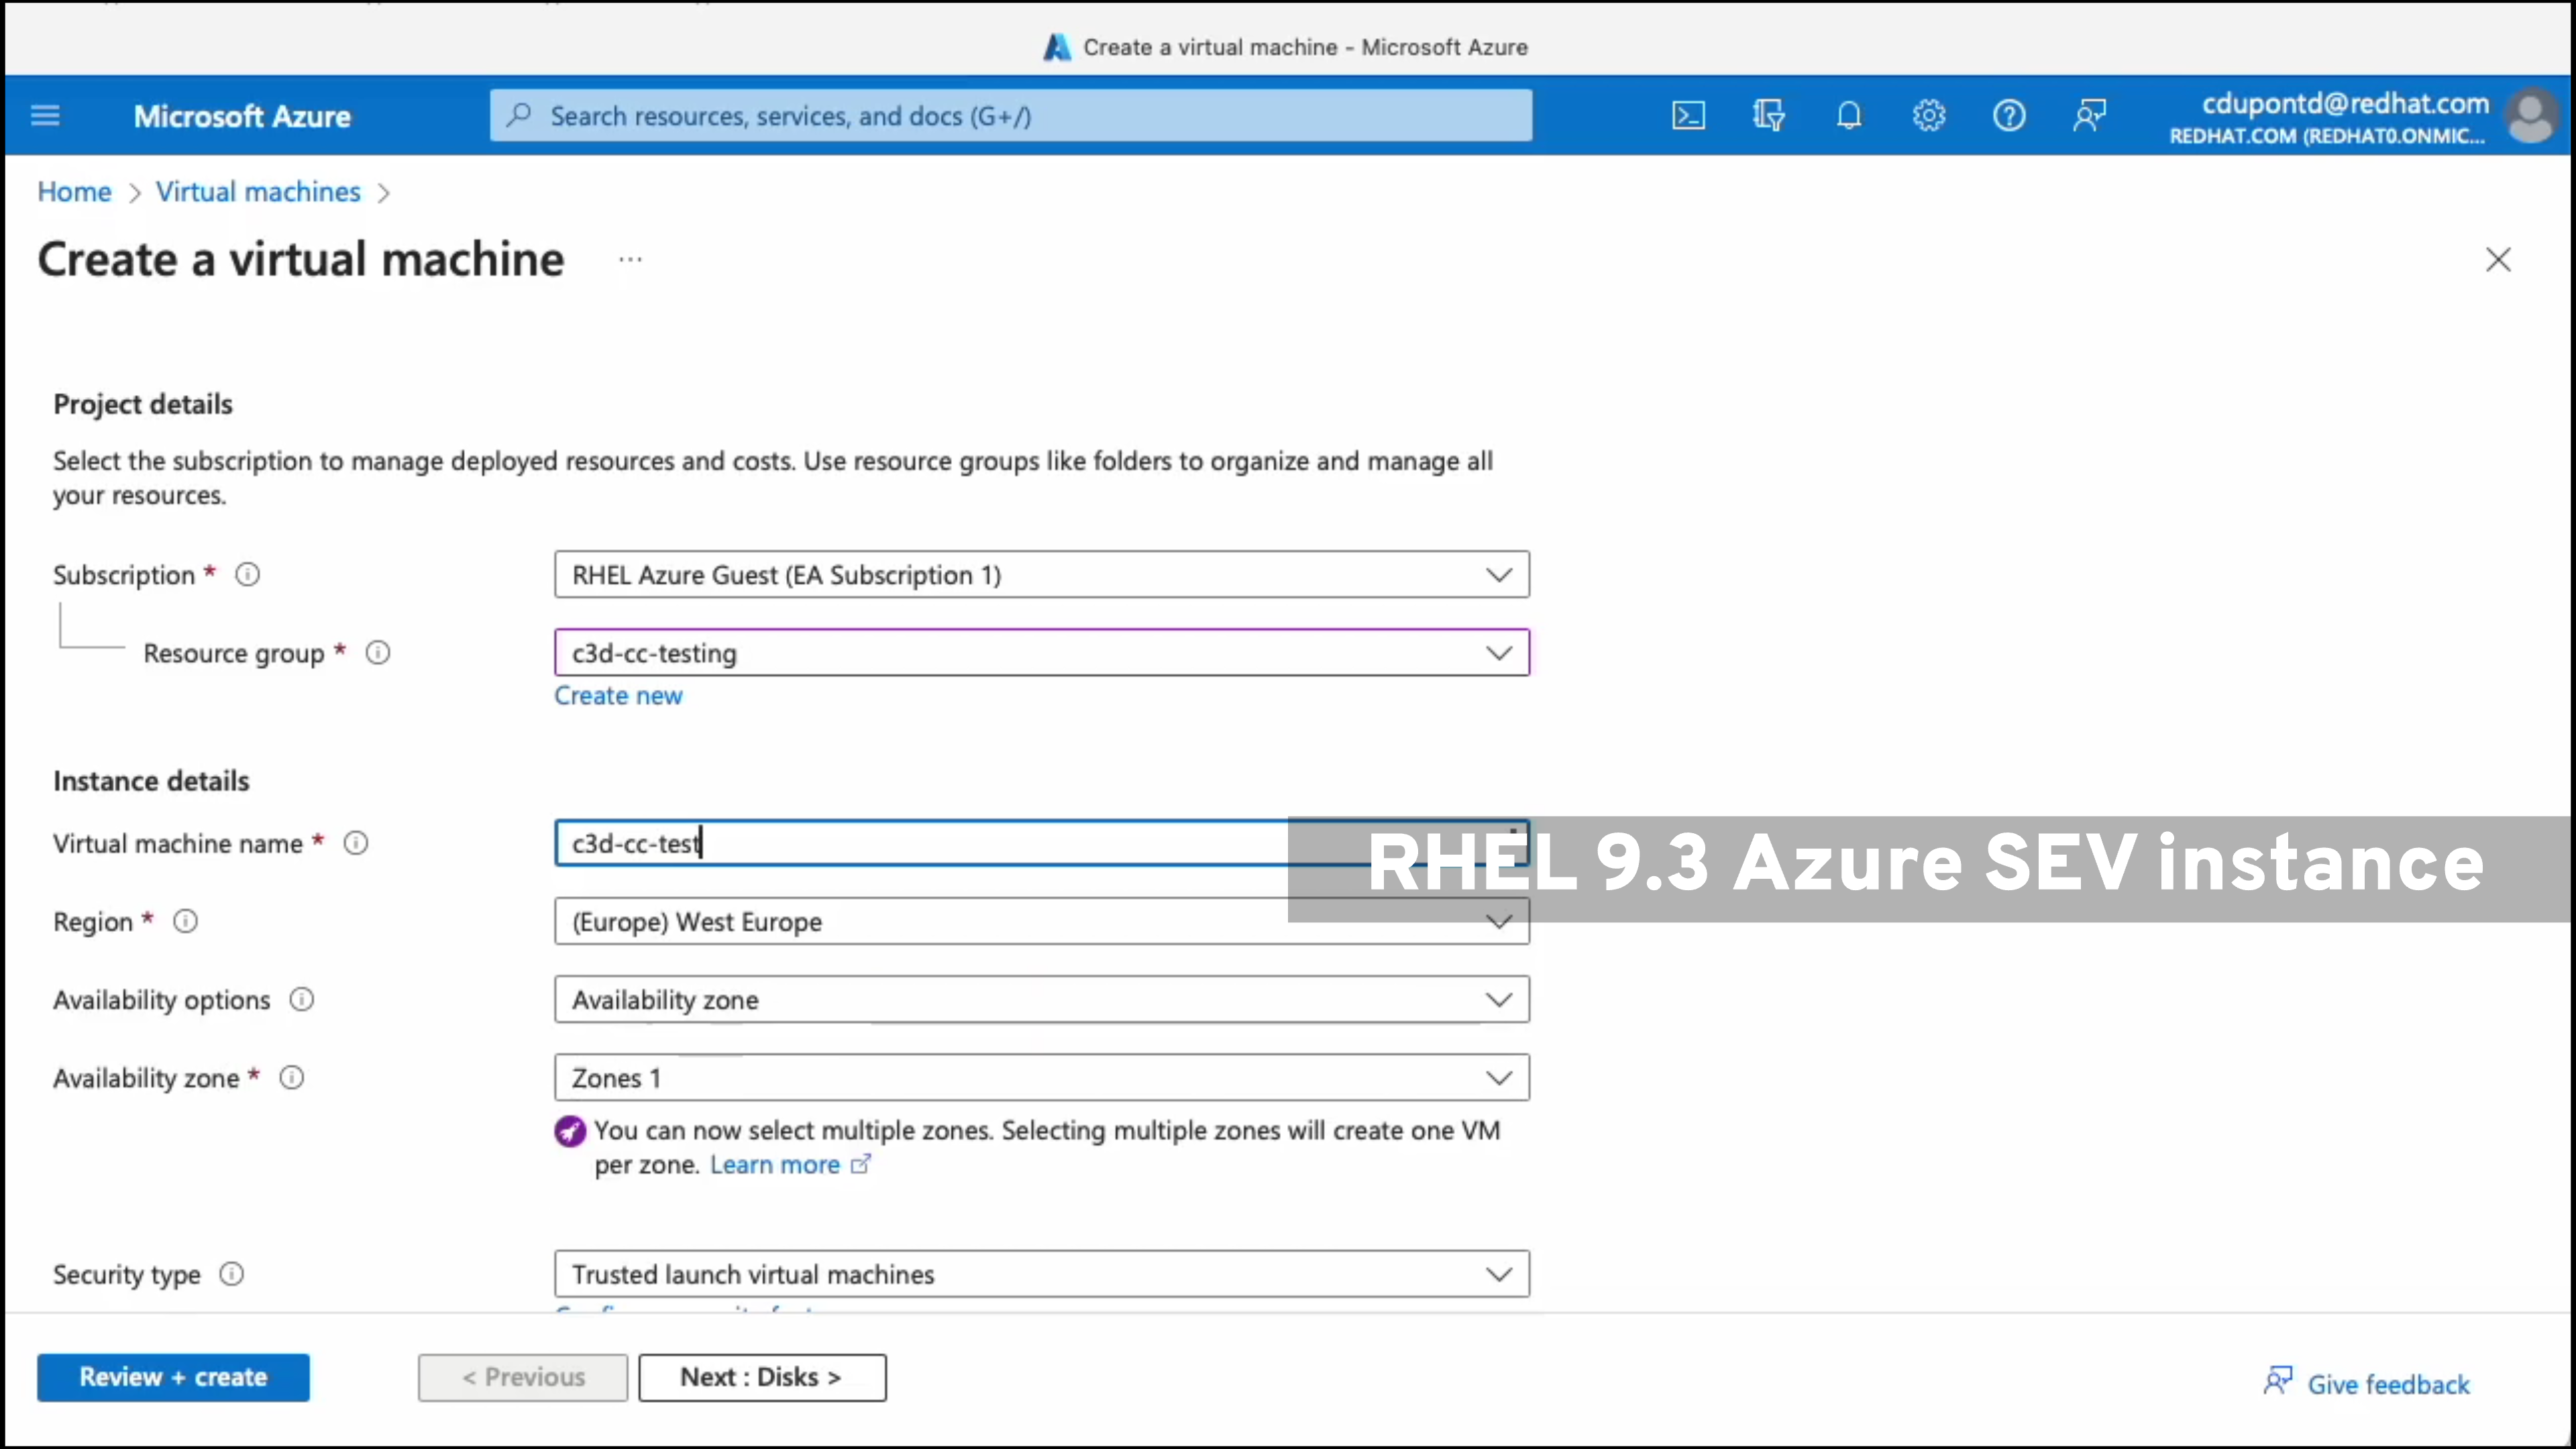 Create a virtual machine - Microsoft Azure
Microsoft Azure
Search resources, services, and docs (G+/)
cdupontd@redhat.com
REDHAT.COM (REDHAT0.ONMIC...
Home > Virtual machines >
Create a virtual machine ...
Project details
Select the subscription to manage deployed resources and costs. Use resource groups like folders to organize and manage all
your resources.
Subscription * RHEL Azure Guest (EA Subscription 1)
Resource group * c3d-cc-testing
Create new
Instance details
Virtual machine name * c3d-cc-test
RHEL 9.3 Azure SEV instance
Region * (Europe) West Europe
Availability options Availability zone
Availability zone * Zones 1
You can now select multiple zones. Selecting multiple zones will create one VM
per zone. Learn more
Security type Trusted launch virtual machines
Review + create
< Previous
Next : Disks >
Give feedback